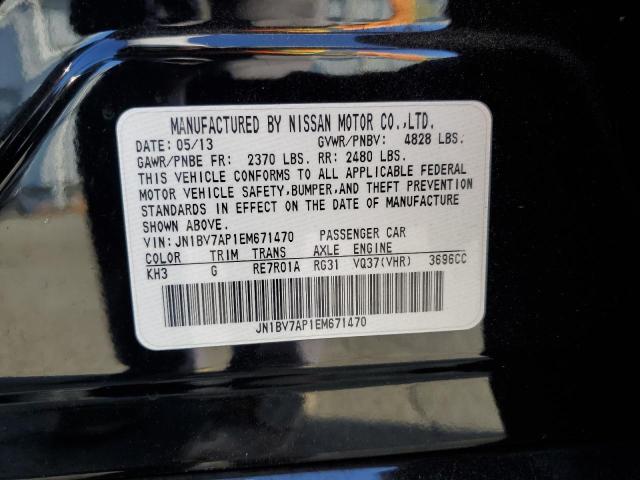 MANUFACTURED BY NISSAN MOTOR CO.,LTD.
DATE: 05/13 GVWR/PNBV: 4828 LBS.
GAWR/PNBE FR: 2370 LBS. RR: 2480 LBS.
THIS VEHICLE CONFORMS TO ALL APPLICABLE FEDERAL
MOTOR VEHICLE SAFETY,BUMPER,AND THEFT PREVENTION
STANDARDS IN EFFECT ON THE DATE OF MANUFACTURE
SHOWN ABOVE.
VIN:JN1BV7AP1EM671470 PASSENGER CAR
COLOR TRIM TRANS AXLE ENGINE
KH3 G RE7R01A RG31 VQ37(VHR) 3696CC
JN1BV7AP1EM671470